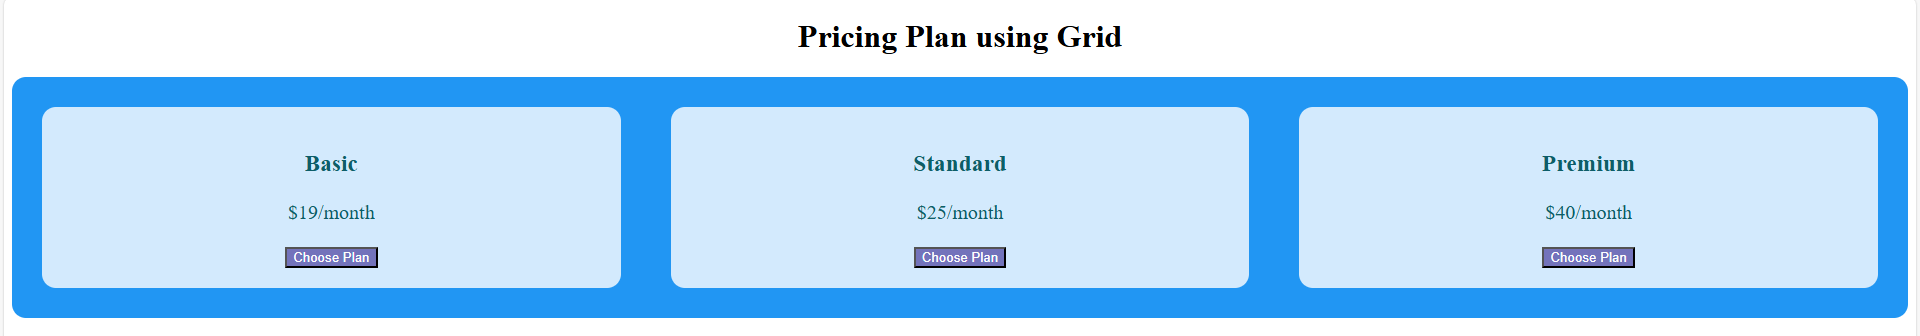 Pricing Plan using Grid
Basic
$19/month
Choose Plan
Standard
$25/month
Choose Plan
Premium
$40/month
Choose Plan